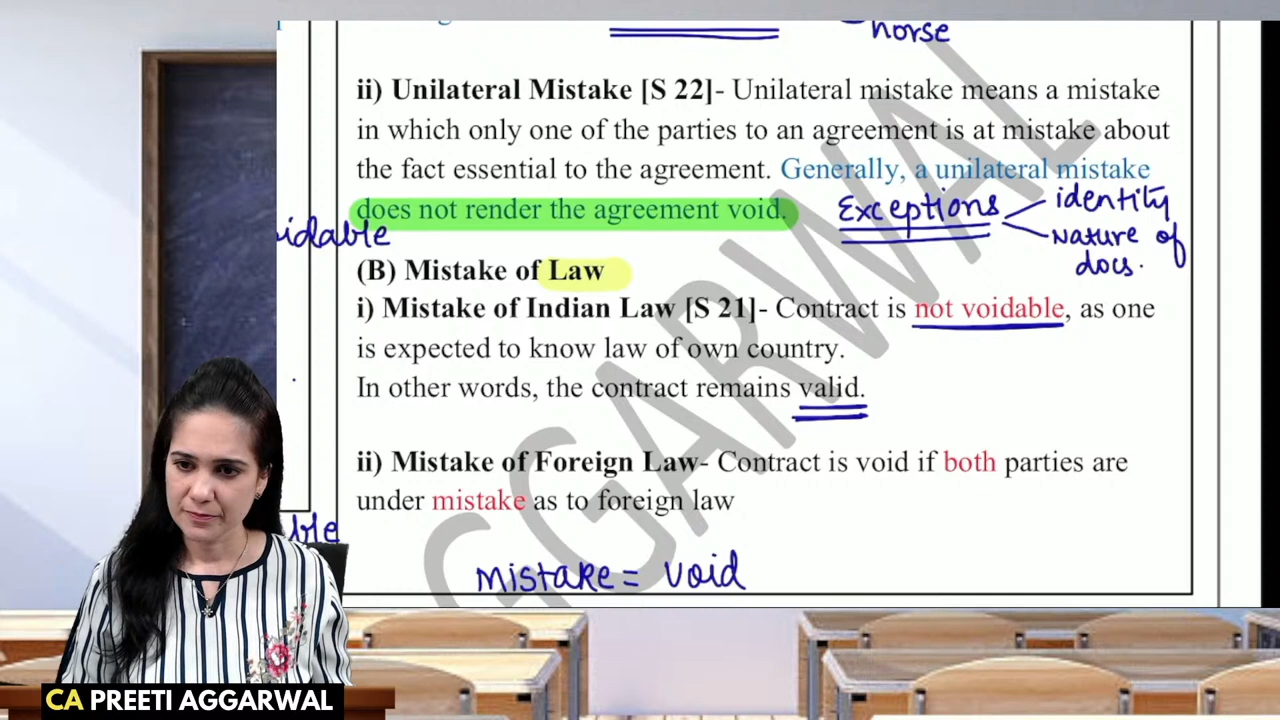 horse
ii) Unilateral Mistake [S 22]- Unilateral mistake means a mistake
in which only one of the parties to an agreement is at mistake about
the fact essential to the agreement. Generally, a unilateral mistake
does not render the agreement void.
Exceptions
identity
Nature of
docs.
idable
(B) Mistake of Law
i) Mistake of Indian Law [S 21]- Contract is not voidable, as one
is expected to know law of own country.
In other words, the contract remains valid.
ii) Mistake of Foreign Law- Contract is void if both parties are
under mistake as to foreign law
ble
Mistake = Void
GGARWAL
CA PREETI AGGARWAL